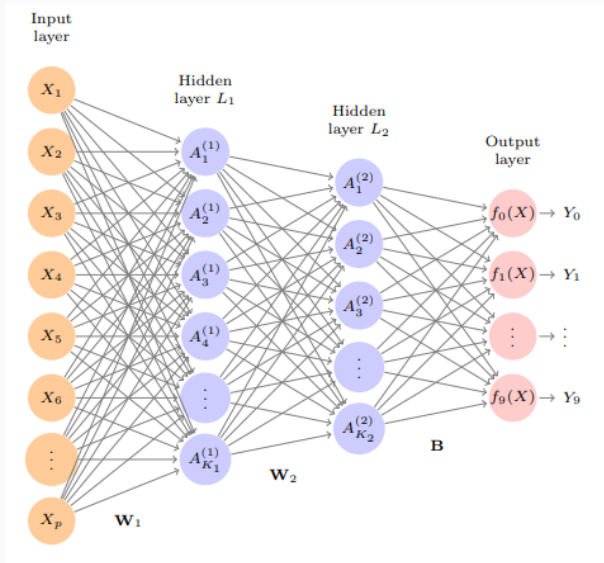 Input
layer
Hidden
layer L₁
Hidden
layer L₂
Output
layer
X₁
X₂
X₃
X₄
X₅
X₆
⋮
Xₚ
A₁⁽¹⁾
A₂⁽¹⁾
A₃⁽¹⁾
A₄⁽¹⁾
⋮
A_{K₁}⁽¹⁾
A₁⁽²⁾
A₂⁽²⁾
A₃⁽²⁾
⋮
A_{K₂}⁽²⁾
f₀(X) → Y₀
f₁(X) → Y₁
⋮ → ⋮
f₉(X) → Y₉
W₁
W₂
B